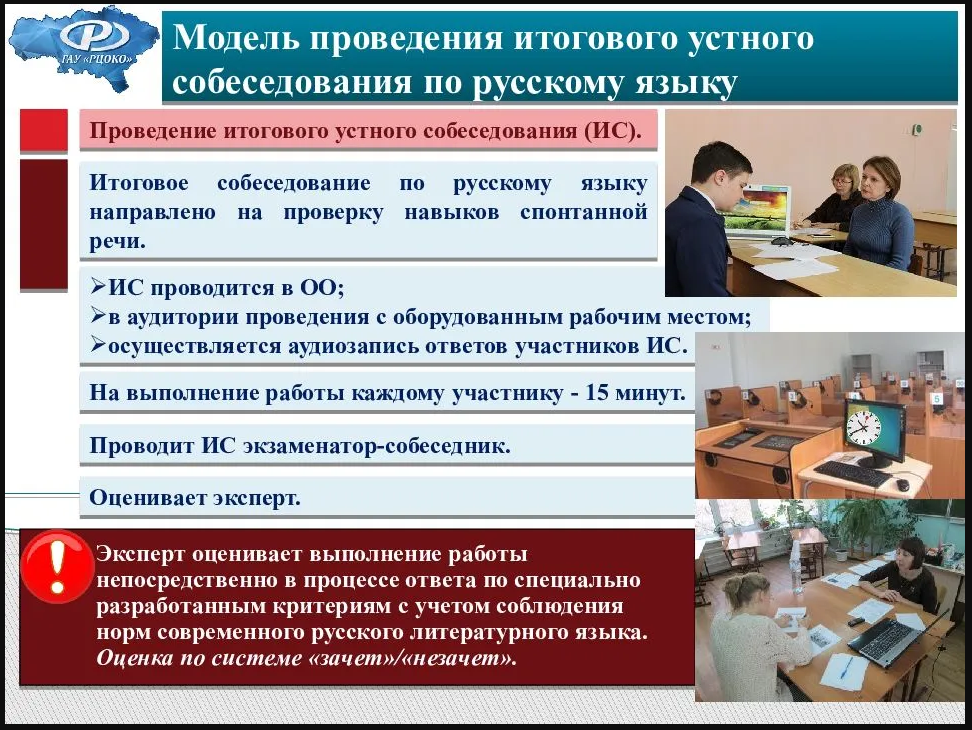 ГАУ «РЦОКО»
Модель проведения итогового устного
собеседования по русскому языку
Проведение итогового устного собеседования (ИС).
Итоговое собеседование по русскому языку
направлено на проверку навыков спонтанной
речи.
ИС проводится в ОО;
в аудитории проведения с оборудованным рабочим местом;
осуществляется аудиозапись ответов участников ИС.
На выполнение работы каждому участнику - 15 минут.
Проводит ИС экзаменатор-собеседник.
Оценивает эксперт.
Эксперт оценивает выполнение работы
непосредственно в процессе ответа по специально
разработанным критериям с учетом соблюдения
норм современного русского литературного языка.
Оценка по системе «зачет»/«незачет».